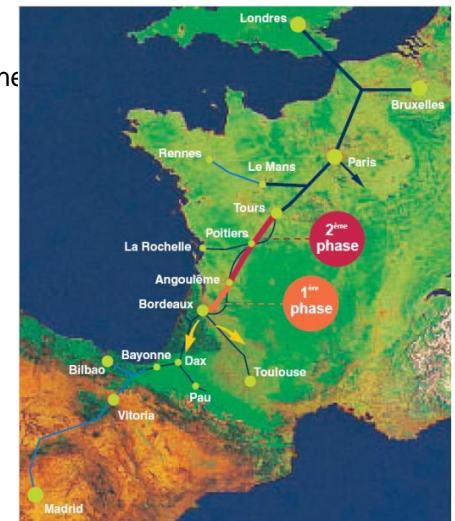 Londres
ne
Bruxelles
Rennes
Le Mans
Paris
Tours
Poitiers
2ème
phase
La Rochelle
Angoulême
1ère
phase
Bordeaux
Bayonne
Dax
Bilbao
Toulouse
Pau
Vitoria
Madrid